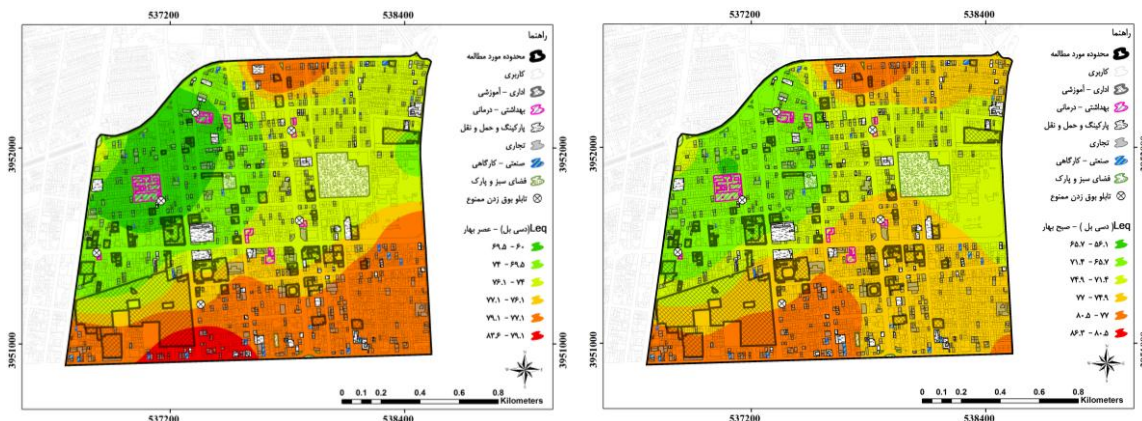 537200
538400
راهنما
محدوده مورد مطالعه
کاربری
اداری - آموزشی
بهداشتی - درمانی
پارکینگ و حمل و نقل
تجاری
صنعتی - کارگاهی
فضای سبز و پارک
تابلو بوق زدن ممنوع
Leq(دسی بل) - عصر بهار
۶۹.۵ - ۶۰
۷۴ - ۶۹.۵
۷۶.۱ - ۷۴
۷۷.۱ - ۷۶.۱
۷۹.۱ - ۷۷.۱
۸۳.۶ - ۷۹.۱
3952000
3951000
0 0.1 0.2 0.4 0.6 0.8
Kilometers
537200
538400
537200
538400
راهنما
محدوده مورد مطالعه
کاربری
اداری - آموزشی
بهداشتی - درمانی
پارکینگ و حمل و نقل
تجاری
صنعتی - کارگاهی
فضای سبز و پارک
تابلو بوق زدن ممنوع
Leq(دسی بل) - صبح بهار
۶۵.۷ - ۵۶.۱
۷۱.۴ - ۶۵.۷
۷۴.۹ - ۷۱.۴
۷۷ - ۷۴.۹
۸۰.۵ - ۷۷
۸۶.۳ - ۸۰.۵
3952000
3951000
0 0.1 0.2 0.4 0.6 0.8
Kilometers
537200
538400